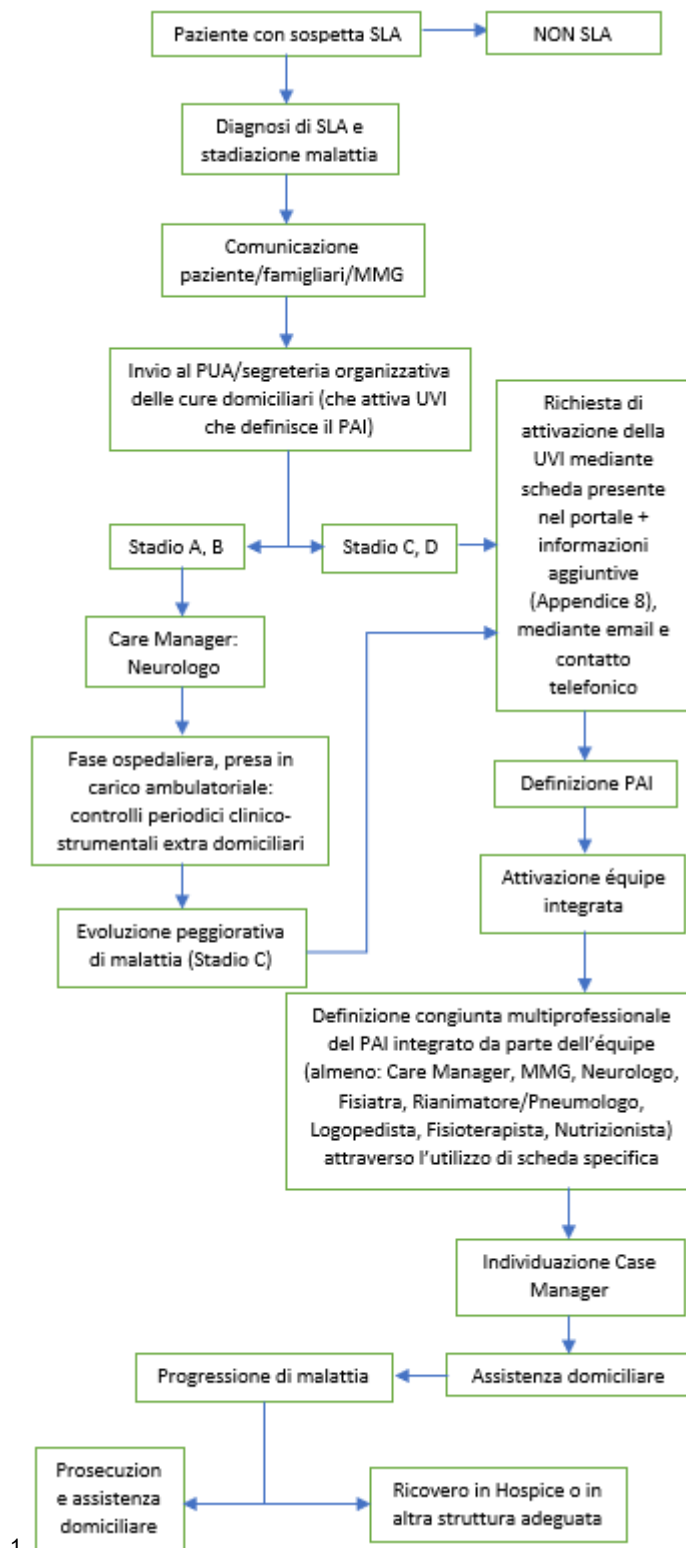 Paziente con sospetta SLA
NON SLA
Diagnosi di SLA e
stadiazione malattia
Comunicazione
paziente/famigliari/MMG
Invio al PUA/segreteria organizzativa
delle cure domiciliari (che attiva UVI
che definisce il PAI)
Stadio A, B
Stadio C, D
Richiesta di
attivazione della
UVI mediante
scheda presente
nel portale +
informazioni
aggiuntive
(Appendice 8),
mediante email e
contatto
telefonico
Care Manager:
Neurologo
Fase ospedaliera, presa in
carico ambulatoriale:
controlli periodici clinico-
strumentali extra domiciliari
Evoluzione peggiorativa
di malattia (Stadio C)
Definizione PAI
Attivazione équipe
integrata
Definizione congiunta multiprofessionale
del PAI integrato da parte dell'équipe
(almeno: Care Manager, MMG, Neurologo,
Fisiatra, Rianimatore/Pneumologo,
Logopedista, Fisioterapista, Nutrizionista)
attraverso l'utilizzo di scheda specifica
Individuazione Case
Manager
Assistenza domiciliare
Progressione di malattia
Prosecuzion
e assistenza
domiciliare
Ricovero in Hospice o in
altra struttura adeguata
1